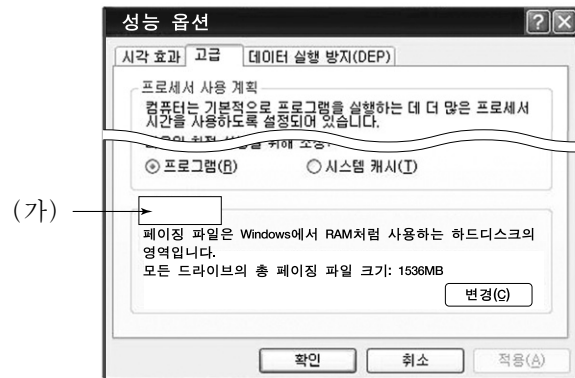 성능 옵션
시각 효과 고급 데이터 실행 방지(DEP)
프로세서 사용 계획
컴퓨터는 기본적으로 프로그램을 실행하는 데 더 많은 프로세서
시간을 사용하도록 설정되어 있습니다.
프로그램(R) 시스템 캐시(T)
(가)
페이징 파일은 Windows에서 RAM처럼 사용하는 하드디스크의
영역입니다.
모든 드라이브의 총 페이징 파일 크기: 1536MB
변경(C)
확인 취소 적용(A)